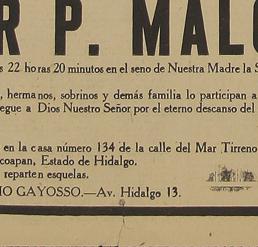 R P. MALO
s 22 horas 20 minutos en el seno de Nuestra Madre la S
, hermanos, sobrinos y demás familia lo participan a
egue a Dios Nuestro Señor por el eterno descanso del
en la casa número 134 de la calle del Mar Tirreno
coapan, Estado de Hidalgo.
reparten esquelas.
IO GAYOSSO.—Av. Hidalgo 13.